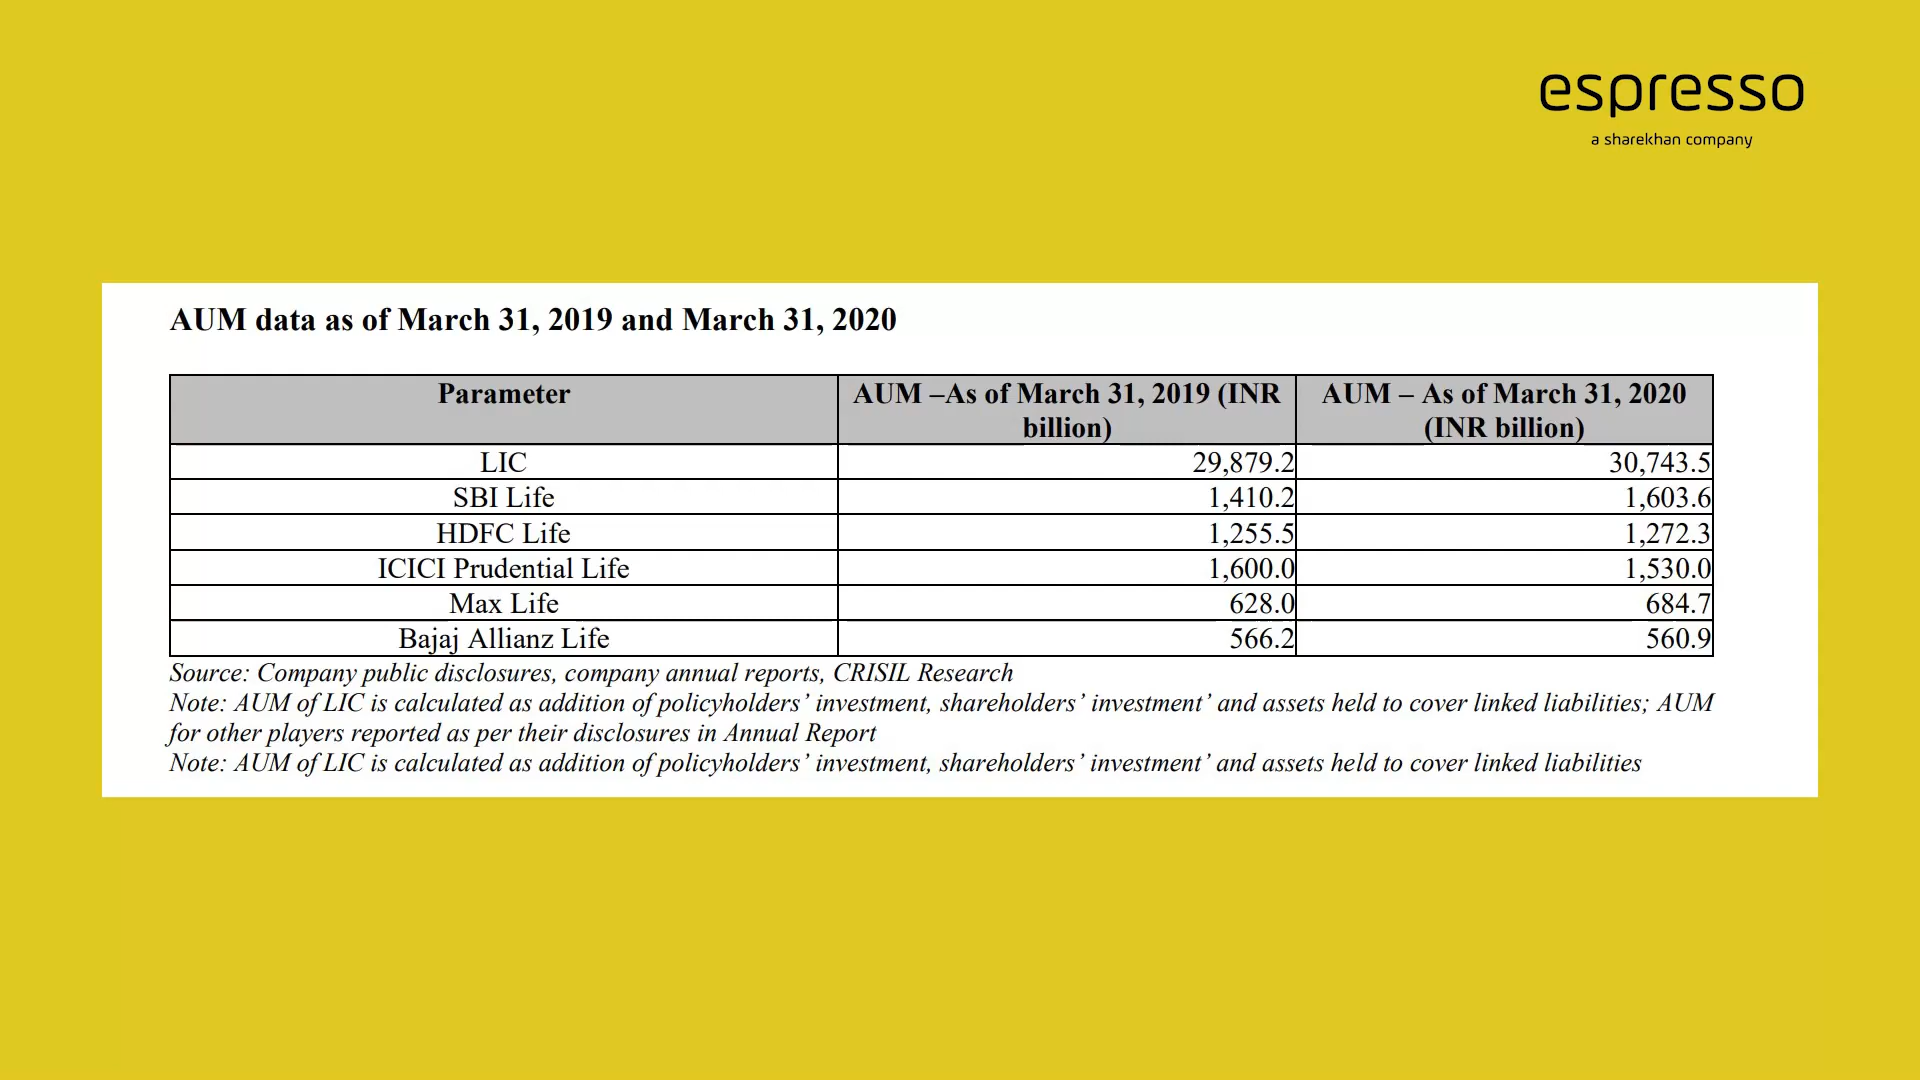 espresso
a sharekhan company
AUM data as of March 31, 2019 and March 31, 2020
Parameter AUM –As of March 31, 2019 (INR billion) AUM – As of March 31, 2020 (INR billion)
LIC 29,879.2 30,743.5
SBI Life 1,410.2 1,603.6
HDFC Life 1,255.5 1,272.3
ICICI Prudential Life 1,600.0 1,530.0
Max Life 628.0 684.7
Bajaj Allianz Life 566.2 560.9
Source: Company public disclosures, company annual reports, CRISIL Research
Note: AUM of LIC is calculated as addition of policyholders’ investment, shareholders’ investment’ and assets held to cover linked liabilities; AUM
for other players reported as per their disclosures in Annual Report
Note: AUM of LIC is calculated as addition of policyholders’ investment, shareholders’ investment’ and assets held to cover linked liabilities